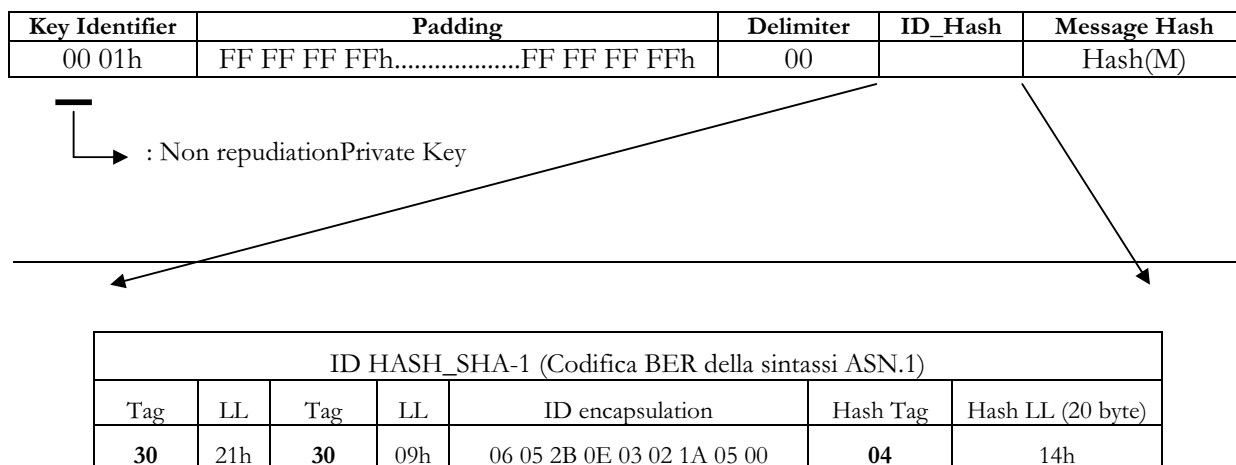 Key Identifier Padding Delimiter ID_Hash Message Hash
00 01h FF FF FF FFh...................FF FF FF FFh 00 Hash(M)
: Non repudiationPrivate Key
ID HASH_SHA-1 (Codifica BER della sintassi ASN.1)
Tag LL Tag LL ID encapsulation Hash Tag Hash LL (20 byte)
30 21h 30 09h 06 05 2B 0E 03 02 1A 05 00 04 14h